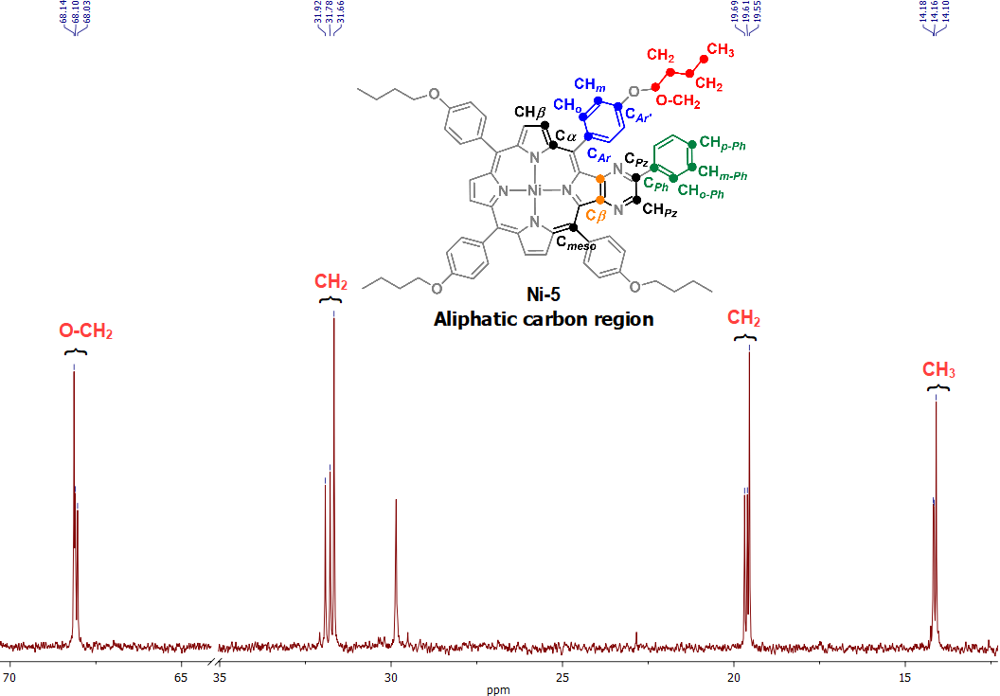 68.14
68.10
68.03
31.92
31.78
31.66
19.69
19.61
19.55
14.18
14.16
14.10
CH2
CH3
CHm
O
CH2
O
CHo
O-CH2
CHβ
CAr'
Cα
CAr
CPz
CHp-Ph
N
N
CPh
CHm-Ph
N
Ni
N
CHo-Ph
N
N
Cβ
CHPz
Cmeso
O
O
Ni-5
Aliphatic carbon region
O-CH2
CH2
CH2
CH3
70
65
35
30
25
20
15
ppm